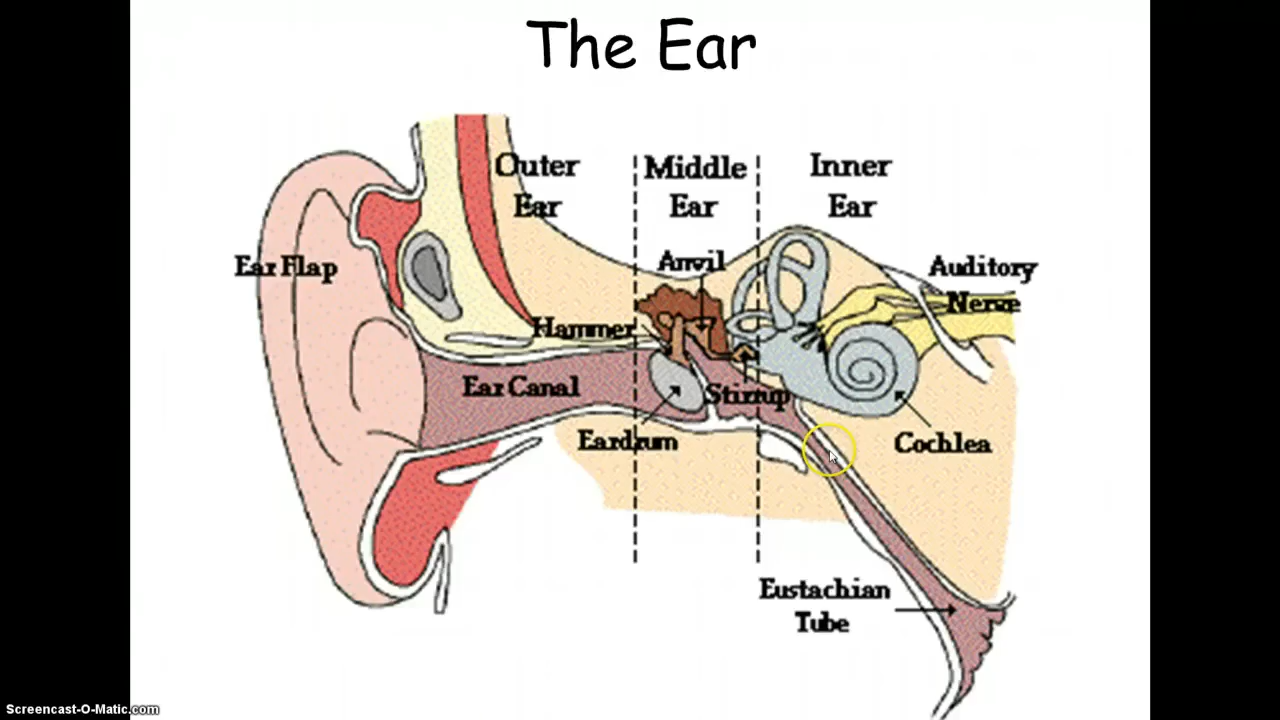 The Ear
Outer
Ear
Middle
Ear
Inner
Ear
Ear Flap
Anvil
Auditory
Nerve
Hammer
Ear Canal
Stirrup
Eardrum
Cochlea
Eustachian
Tube
Screencast-O-Matic.com